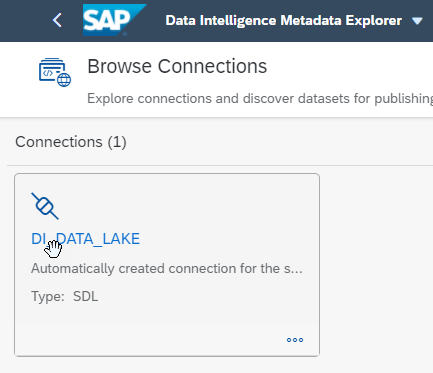 SAP Data Intelligence Metadata Explorer
Browse Connections
Explore connections and discover datasets for publishing
Connections (1)
DI_DATA_LAKE
Automatically created connection for the s...
Type: SDL